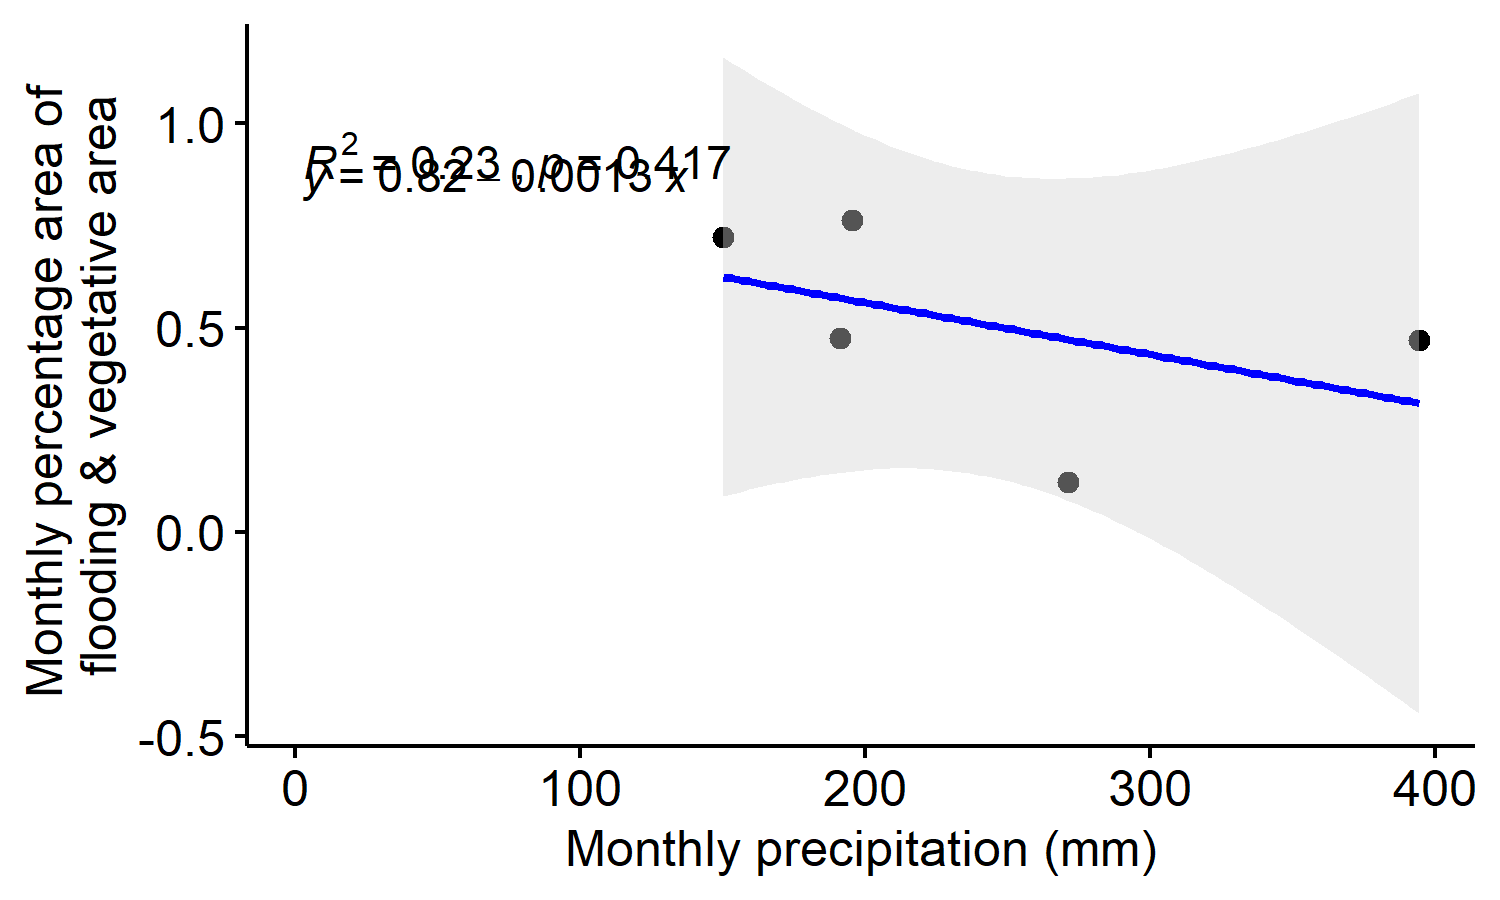 Monthly percentage area of
flooding & vegetative area
1.0
0.5
0.0
-0.5
R² = 0.23 , p = 0.417
y = 0.82 − 0.0013 x
0 100 200 300 400
Monthly precipitation (mm)